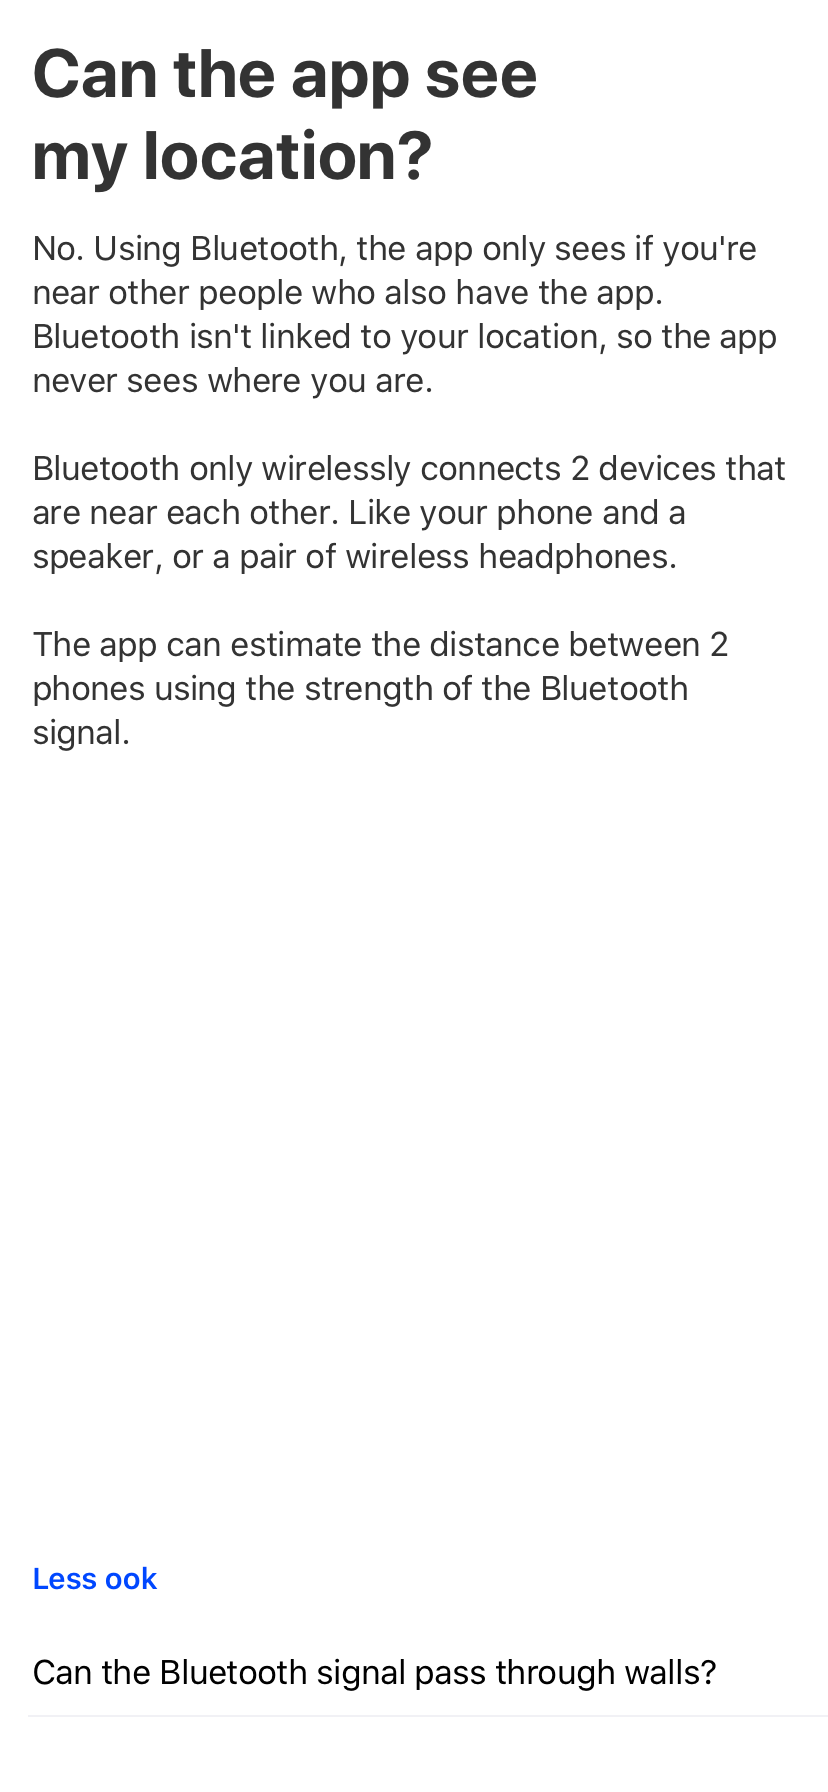 Can the app see
my location?
No. Using Bluetooth, the app only sees if you're
near other people who also have the app.
Bluetooth isn't linked to your location, so the app
never sees where you are.
Bluetooth only wirelessly connects 2 devices that
are near each other. Like your phone and a
speaker, or a pair of wireless headphones.
The app can estimate the distance between 2
phones using the strength of the Bluetooth
signal.
Less ook
Can the Bluetooth signal pass through walls?